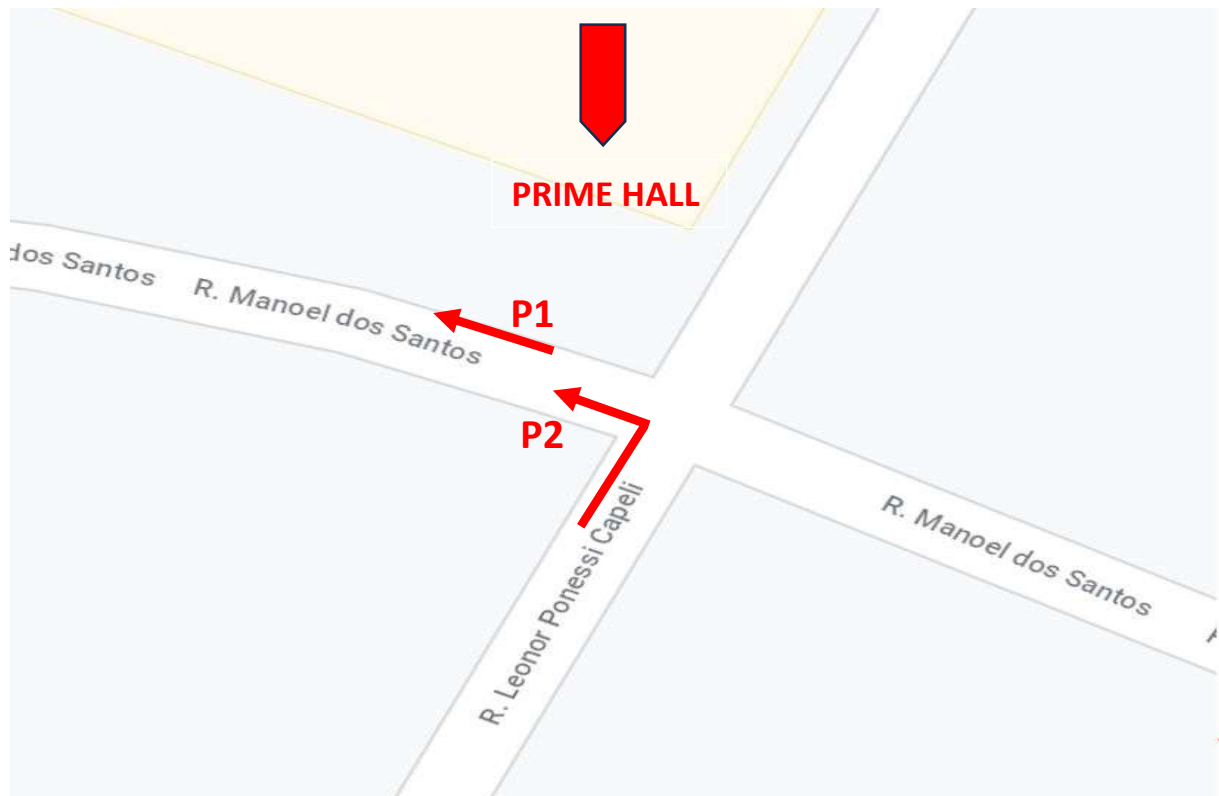 PRIME HALL
dos Santos
R. Manoel dos Santos
P1
P2
R. Leonor Ponessi Capeli
R. Manoel dos Santos